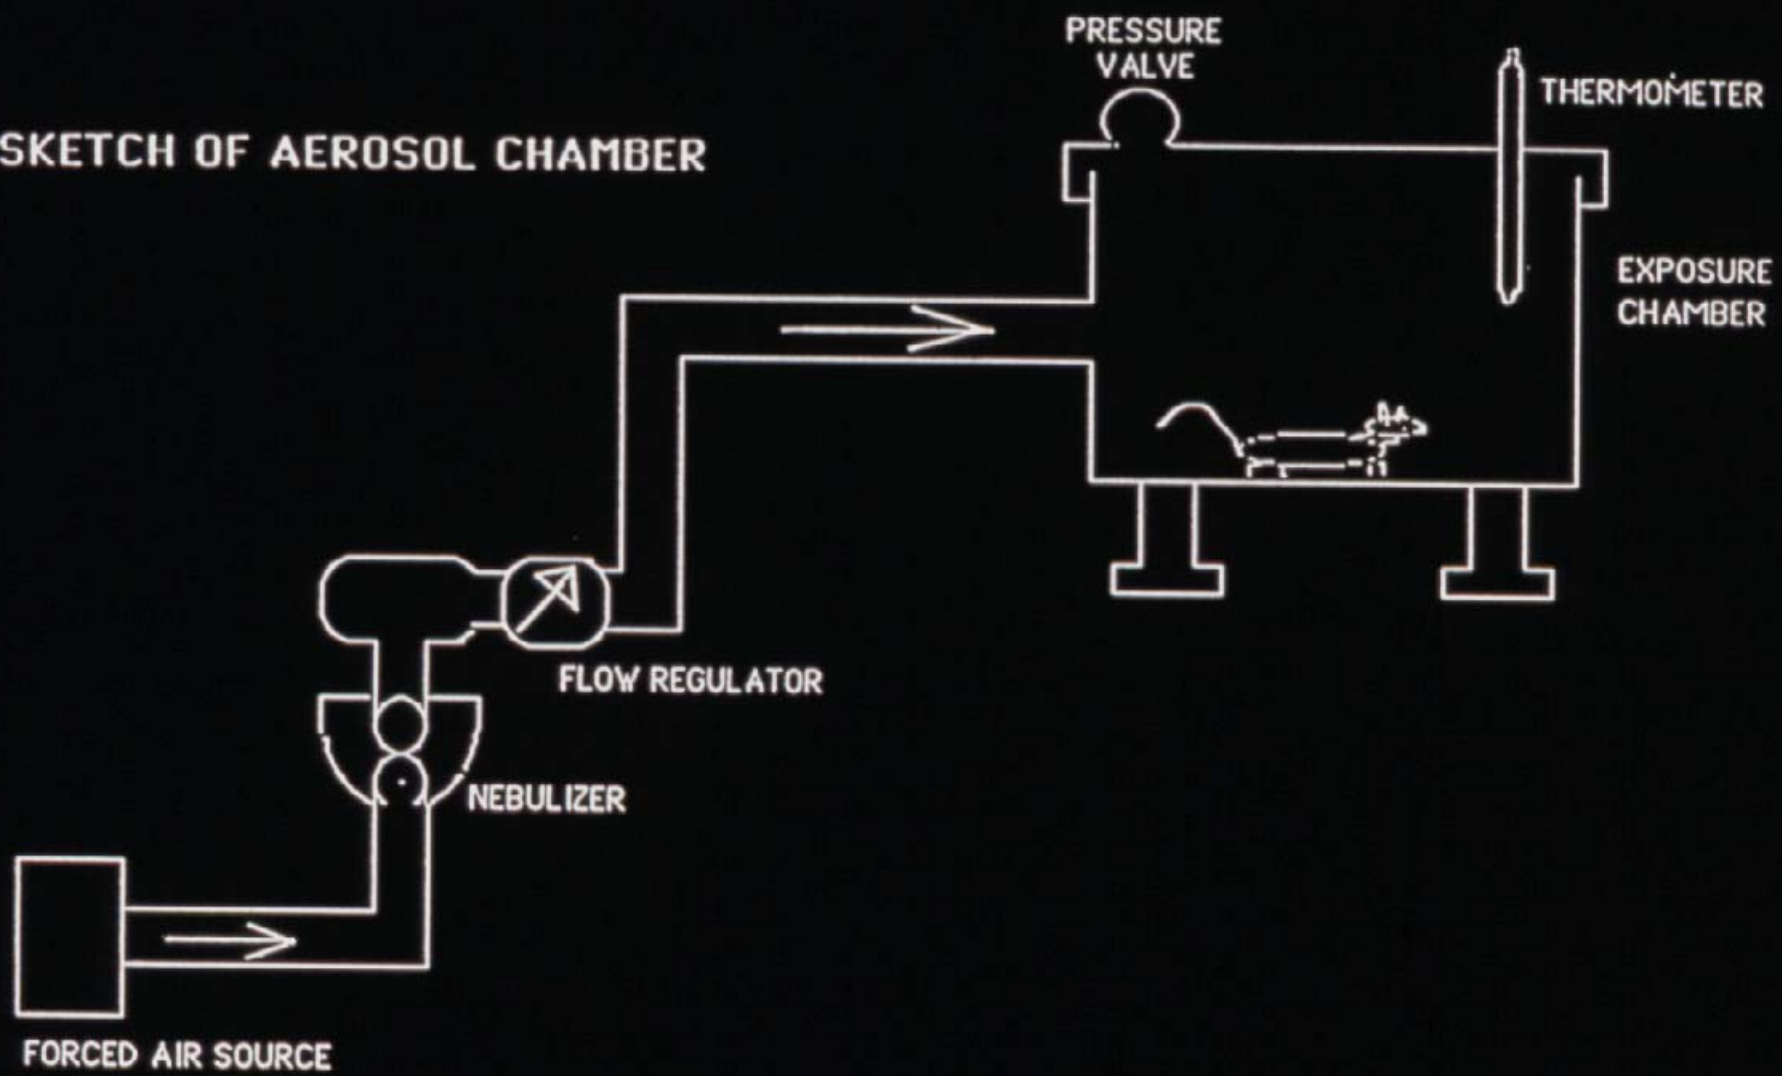 PRESSURE
VALVE
THERMOMETER
SKETCH OF AEROSOL CHAMBER
EXPOSURE
CHAMBER
FLOW REGULATOR
NEBULIZER
FORCED AIR SOURCE